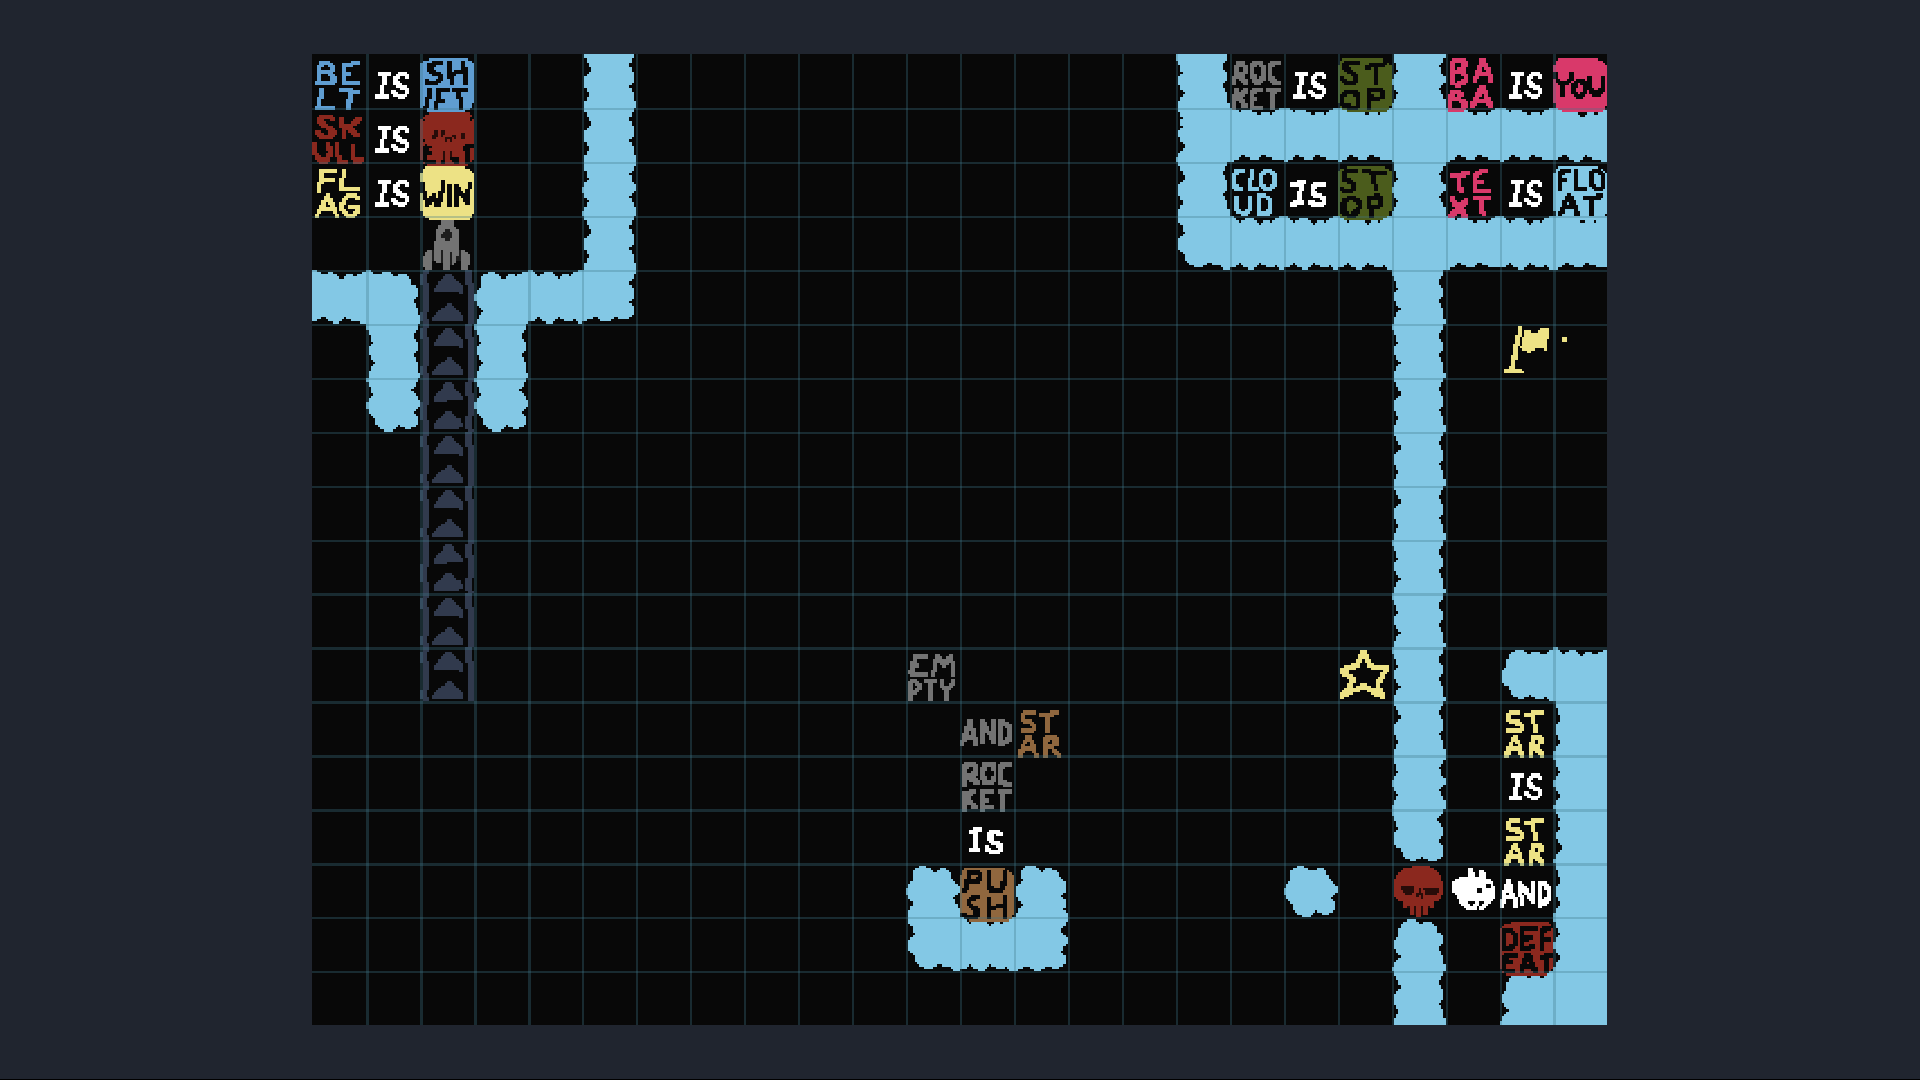 BELT IS SHIFT
ROCKET IS STOP
BABA IS YOU
SKULL IS DEFEAT
FLAG IS WIN
CLOUD IS STOP
TEXT IS FLOAT
EMPTY
AND STAR
ROCKET
IS
PUSH
STAR
IS
STAR
AND
DEFEAT